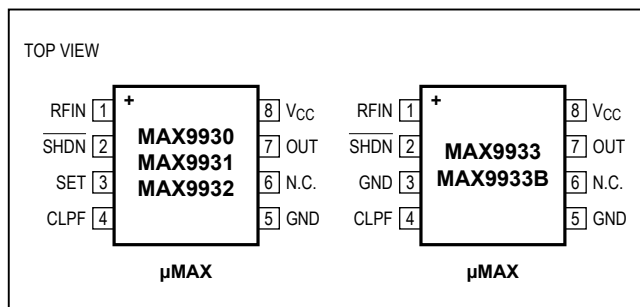 TOP VIEW
+
RFIN 1
SHDN 2
SET 3
CLPF 4
MAX9930
MAX9931
MAX9932
8 VCC
7 OUT
6 N.C.
5 GND
µMAX
+
RFIN 1
SHDN 2
GND 3
CLPF 4
MAX9933
MAX9933B
8 VCC
7 OUT
6 N.C.
5 GND
µMAX